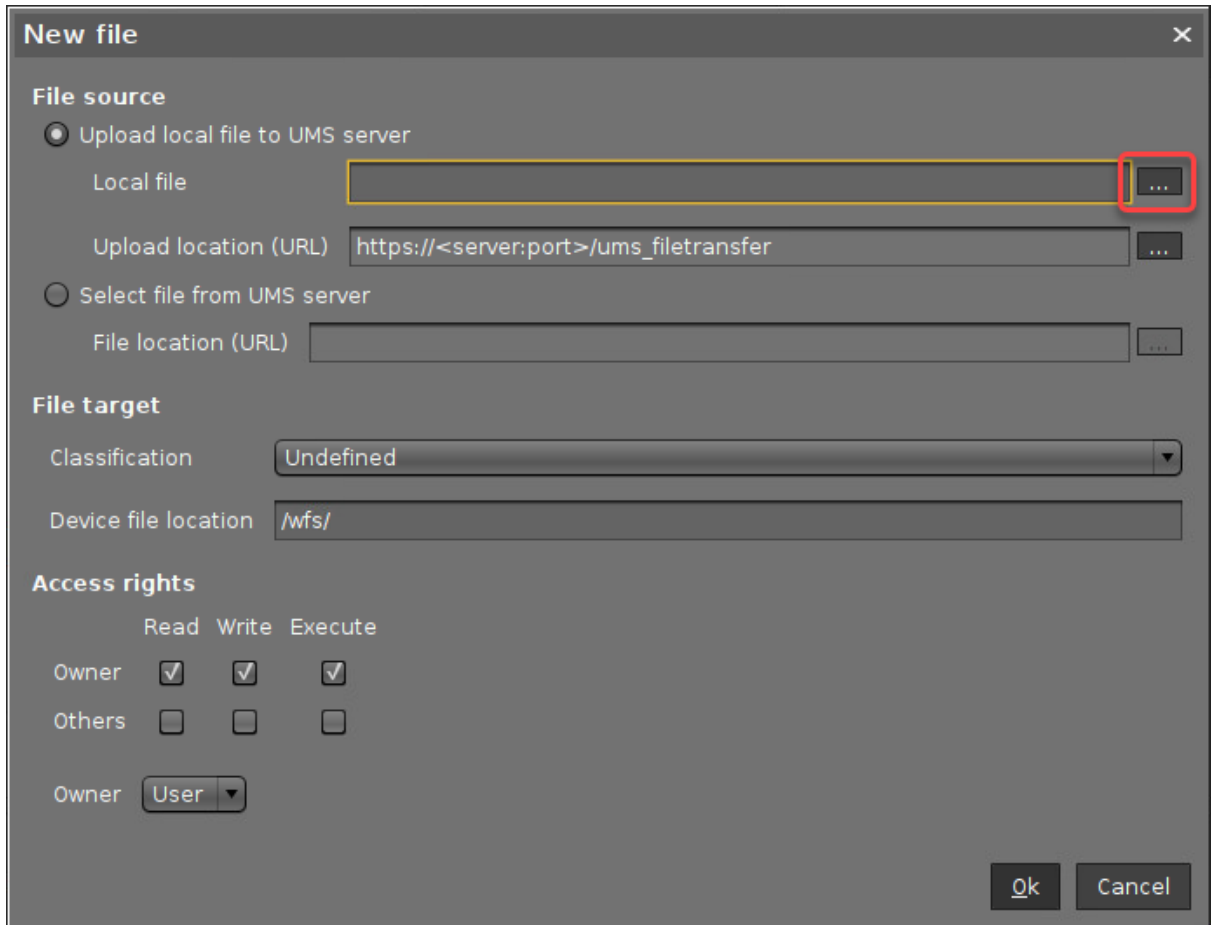 New file
File source
Upload local file to UMS server
Local file ...
Upload location (URL) https://<server:port>/ums_filetransfer ...
Select file from UMS server
File location (URL) ...
File target
Classification Undefined
Device file location /wfs/
Access rights
Read Write Execute
Owner
Others
Owner User
Ok Cancel